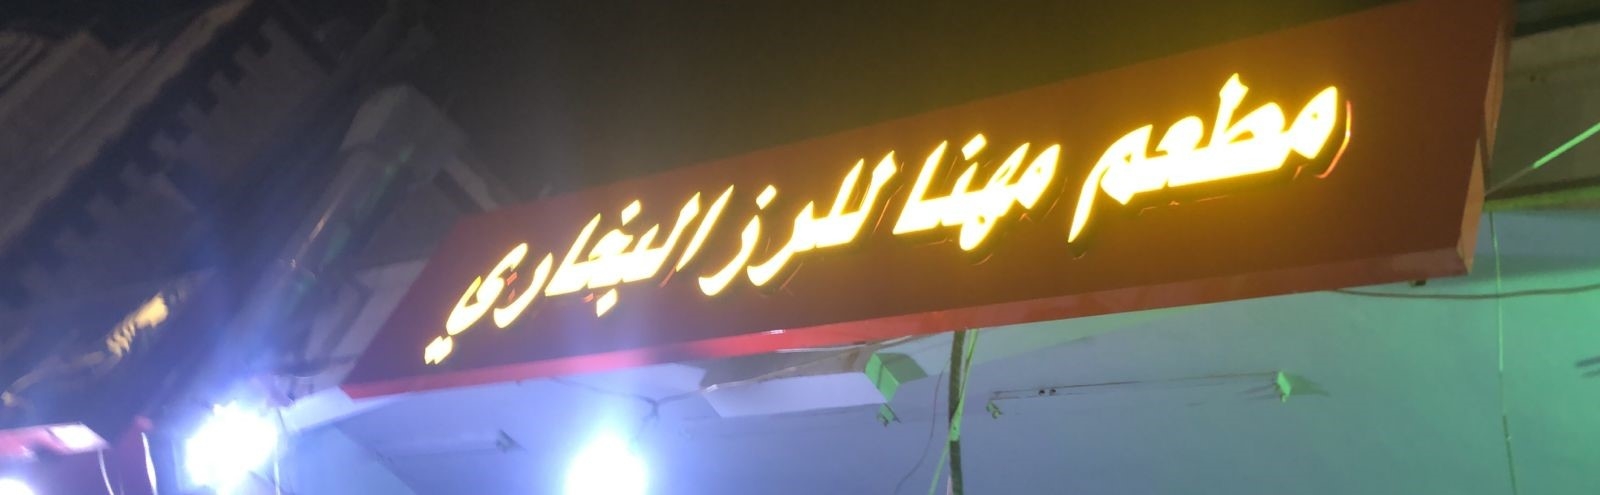 مطعم مهنا للرز البخاري